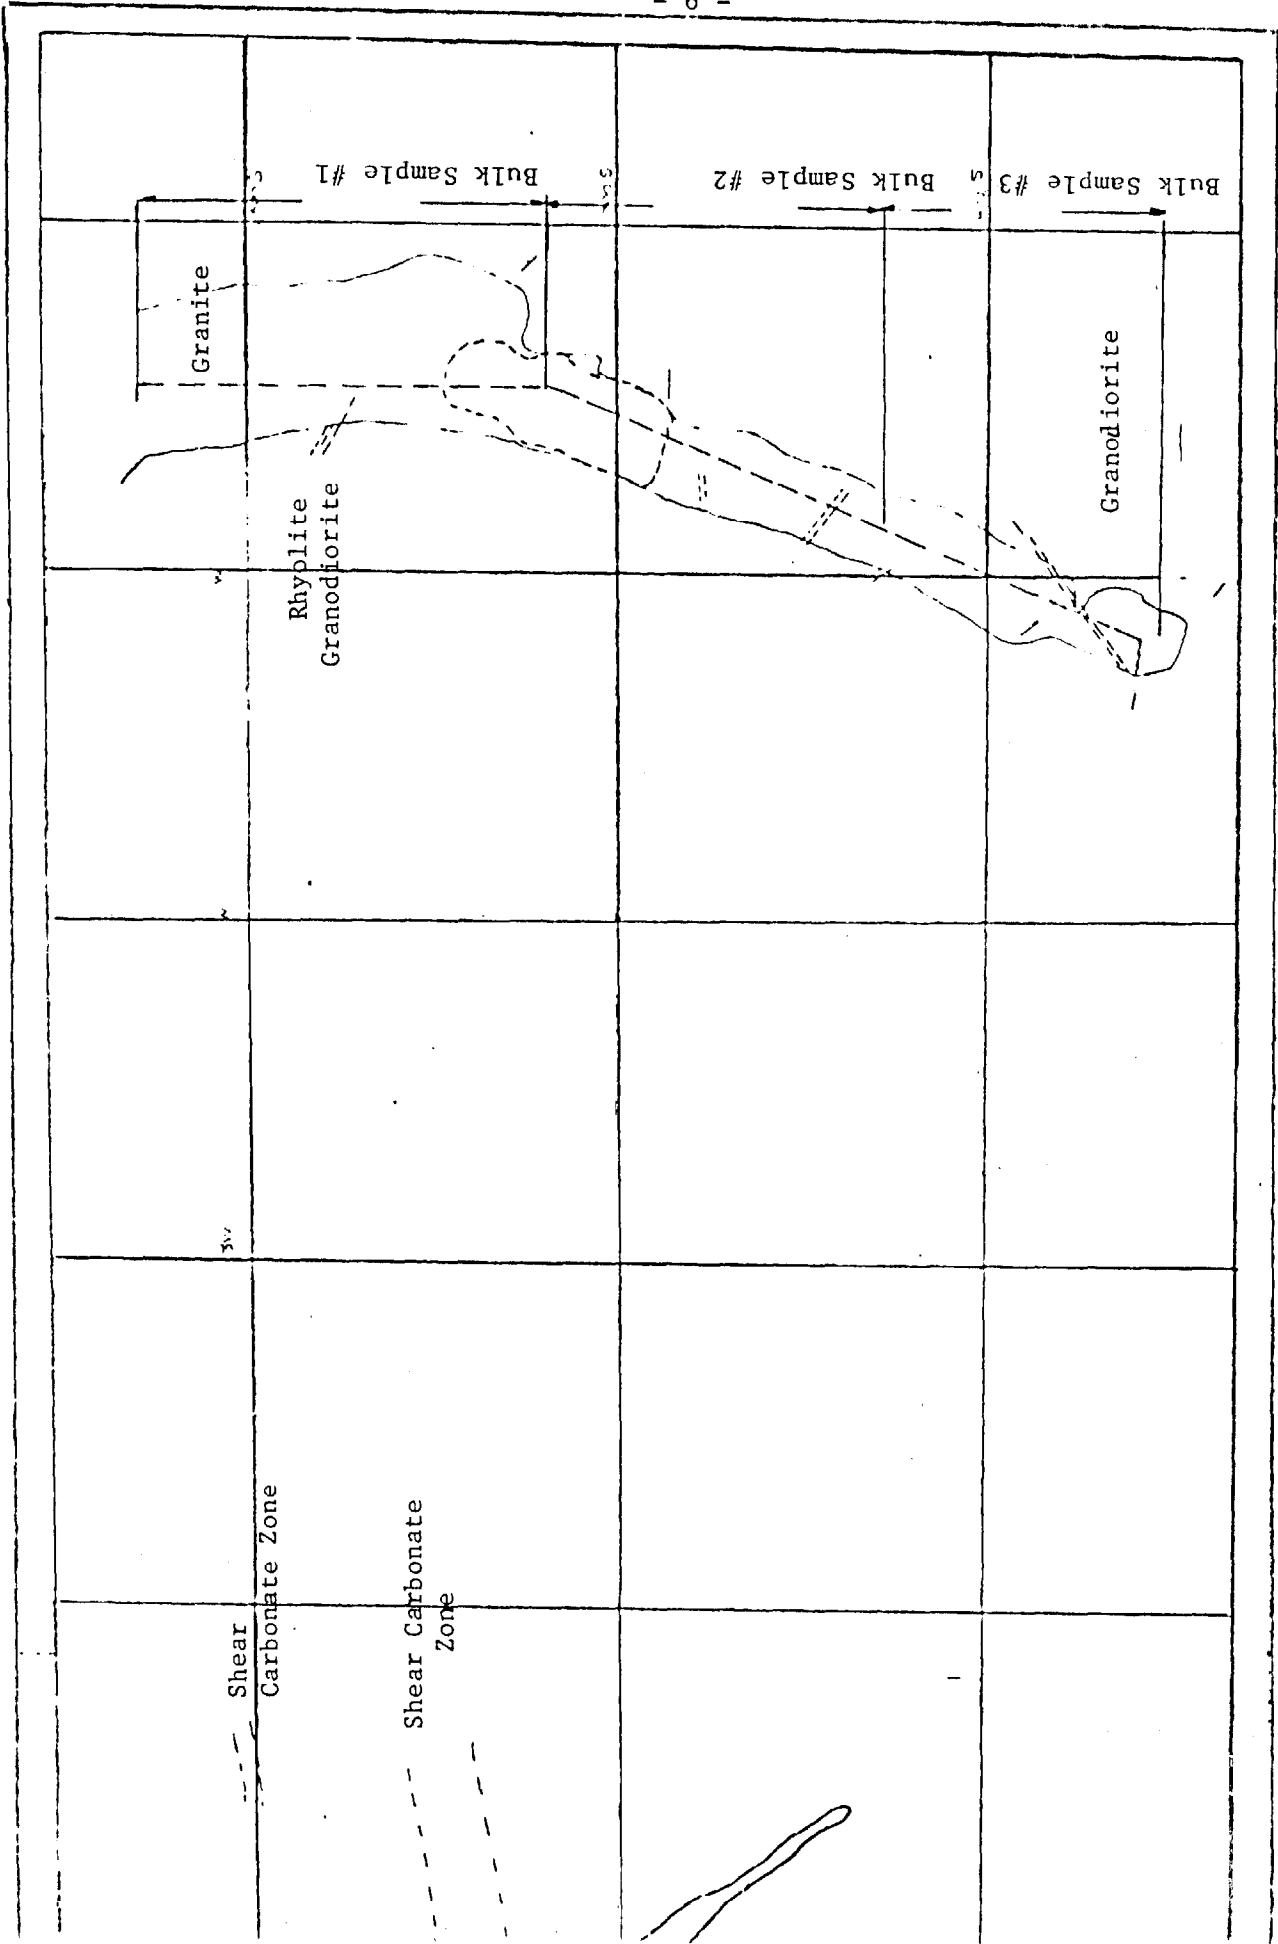 Bulk Sample #1
Bulk Sample #2
Bulk Sample #3
Granite
Rhyolite
Granodiorite
Granodiorite
Shear
Carbonate Zone
Shear Carbonate
Zone